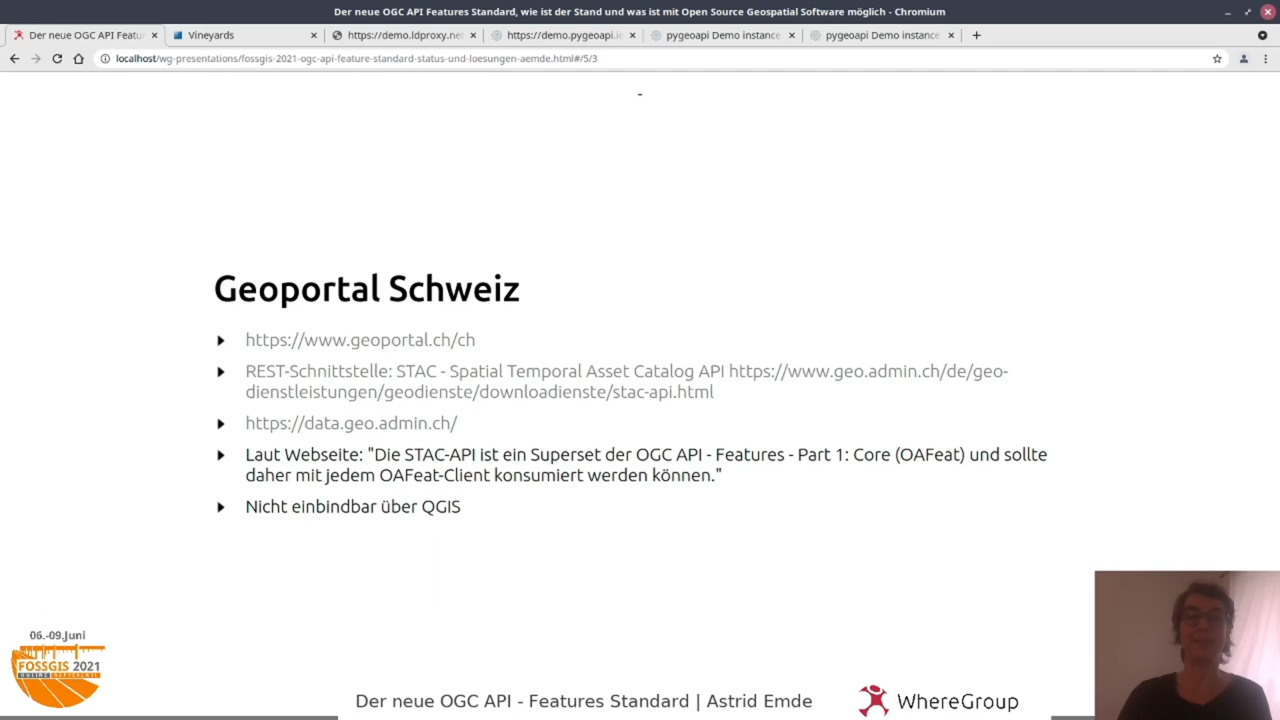 Der neue OGC API Features Standard, wie ist der Stand und was ist mit Open Source Geospatial Software möglich - Chromium
Der neue OGC API Featu
Vineyards
https://demo.ldproxy.ne
https://demo.pygeoapi.io
pygeoapi Demo instance
pygeoapi Demo instance
localhost/wg-presentations/fossgis-2021-ogc-api-feature-standard-status-und-loesungen-aemde.html#/5/3
-
Geoportal Schweiz
https://www.geoportal.ch/ch
REST-Schnittstelle: STAC - Spatial Temporal Asset Catalog API https://www.geo.admin.ch/de/geo-
dienstleistungen/geodienste/downloadienste/stac-api.html
https://data.geo.admin.ch/
Laut Webseite: "Die STAC-API ist ein Superset der OGC API - Features - Part 1: Core (OAFeat) und sollte
daher mit jedem OAFeat-Client konsumiert werden können."
Nicht einbindbar über QGIS
06.-09.Juni
FOSSGIS 2021
Der neue OGC API - Features Standard | Astrid Emde
WhereGroup